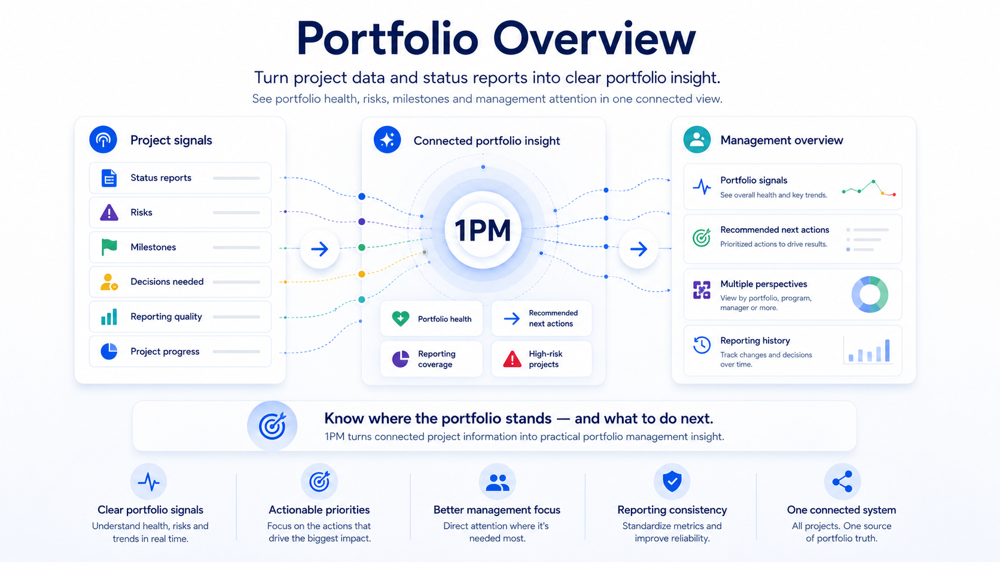 Portfolio Overview
Turn project data and status reports into clear portfolio insight.
See portfolio health, risks, milestones and management attention in one connected view.
Project signals
Status reports
Risks
Milestones
Decisions needed
Reporting quality
Project progress
Connected portfolio insight
1PM
Portfolio health
Recommended
next actions
Reporting
coverage
High-risk
projects
Management overview
Portfolio signals
See overall health and key trends.
Recommended next actions
Prioritized actions to drive results.
Multiple perspectives
View by portfolio, program,
manager or more.
Reporting history
Track changes and decisions
over time.
Know where the portfolio stands — and what to do next.
1PM turns connected project information into practical portfolio management insight.
Clear portfolio signals
Understand health, risks and
trends in real time.
Actionable priorities
Focus on the actions that
drive the biggest impact.
Better management focus
Direct attention where it's
needed most.
Reporting consistency
Standardize metrics and
improve reliability.
One connected system
All projects. One source
of portfolio truth.